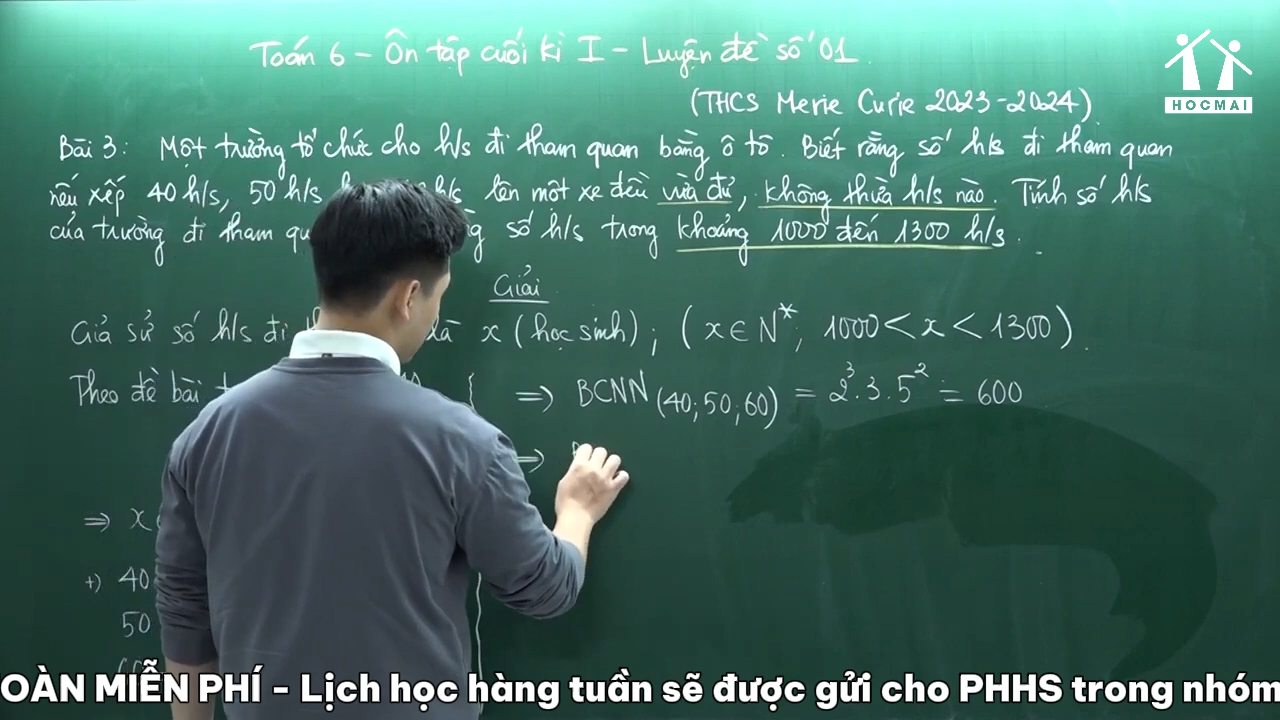 Toán 6 - Ôn tập cuối kì I - Luyện đề số 01
(THCS Merie Curie 2023-2024)
HOCMAI
Bài 3: Một trường tổ chức cho h/s đi tham quan bằng ô tô. Biết rằng số h/s đi tham quan
nếu xếp 40 h/s, 50 h/s h/s lên một xe đều vừa đủ, không thừa h/s nào. Tính số h/s
của trường đi tham số h/s trong khoảng 1000 đến 1300 h/s.
Giải
Giả sử số h/s đi là x (học sinh); (x ∈ N*; 1000 < x < 1300).
Theo đề bài ⇒ BCNN(40; 50; 60) = 2³.3.5² = 600
⇒
⇒ x
+) 40
50
OÀN MIỄN PHÍ - Lịch học hàng tuần sẽ được gửi cho PHHS trong nhóm